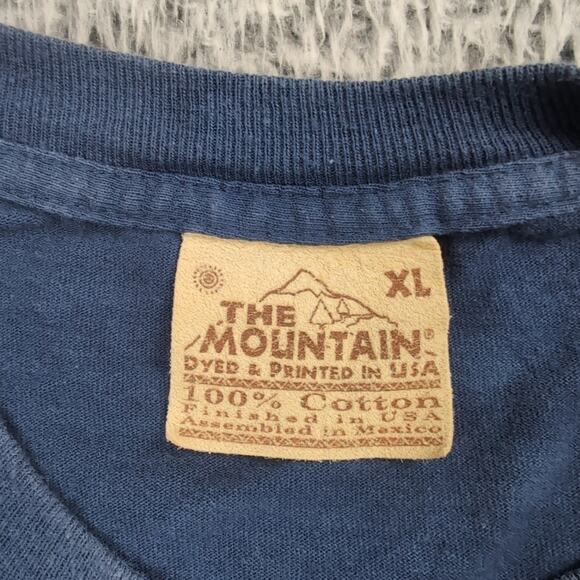 XL
THE
MOUNTAIN®
DYED & PRINTED IN USA
100% Cotton
Finished in USA
Assembled in Mexico